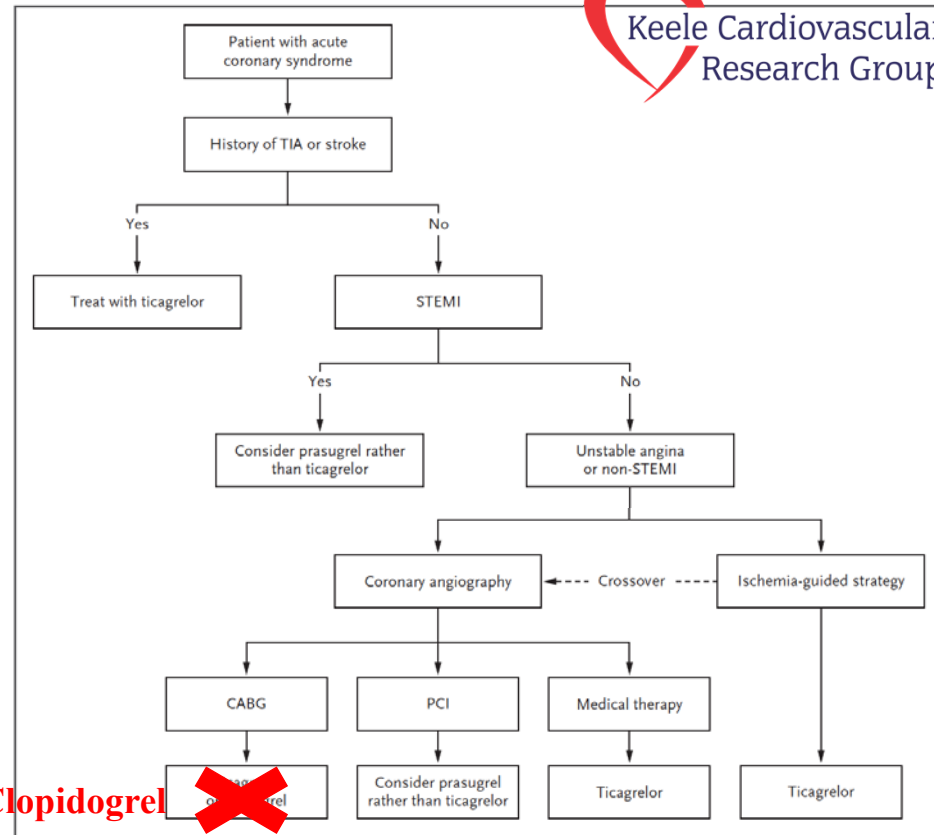 Keele Cardiovascular
Research Group
Patient with acute
coronary syndrome
History of TIA or stroke
Yes
No
Treat with ticagrelor
STEMI
Yes
No
Consider prasugrel rather
than ticagrelor
Unstable angina
or non-STEMI
Coronary angiography
Crossover
Ischemia-guided strategy
CABG
PCI
Medical therapy
Clopidogrel
Consider prasugrel
rather than ticagrelor
Ticagrelor
Ticagrelor